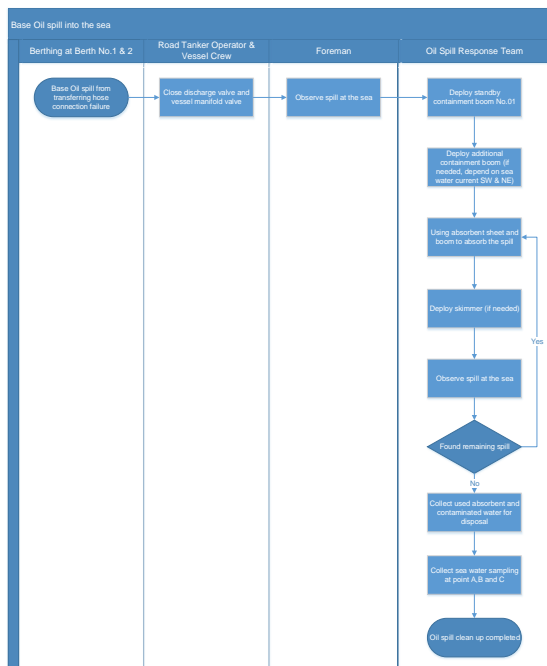 Base Oil spill into the sea
Berthing at Berth No.1 & 2
Road Tanker Operator &
Vessel Crew
Foreman
Oil Spill Response Team
Base Oil spill from
transferring hose
connection failure
Close discharge valve and
vessel manifold valve
Observe spill at the sea
Deploy standby
containment boom No.01
Deploy additional
containment boom (if
needed, depend on sea
water current SW & NE)
Using absorbent sheet and
boom to absorb the spill
Deploy skimmer (if needed)
Yes
Observe spill at the sea
Found remaining spill
No
Collect used absorbent and
contaminated water for
disposal
Collect sea water sampling
at point A,B and C
Oil spill clean up completed